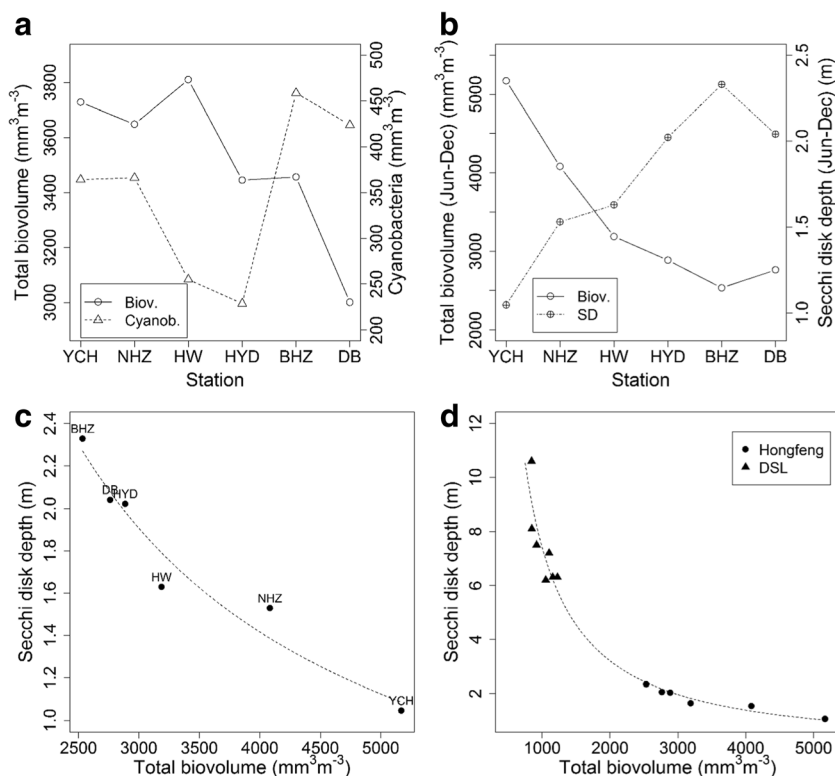 a
Total biovolume (mm³m⁻³)
3000 3200 3400 3600 3800
200 250 300 350 400 450 500
Cyanobacteria (mm³m⁻³)
Biov.
Cyanob.
YCH NHZ HW HYD BHZ DB
Station
b
Total biovolume (Jun-Dec) (mm³m⁻³)
2000 3000 4000 5000
1.0 1.5 2.0 2.5
Secchi disk depth (Jun-Dec) (m)
Biov.
SD
YCH NHZ HW HYD BHZ DB
Station
c
Secchi disk depth (m)
1.0 1.2 1.4 1.6 1.8 2.0 2.2 2.4
BHZ
DB
HYD
HW
NHZ
YCH
2500 3000 3500 4000 4500 5000
Total biovolume (mm³m⁻³)
d
Secchi disk depth (m)
2 4 6 8 10 12
Hongfeng
DSL
1000 2000 3000 4000 5000
Total biovolume (mm³m⁻³)